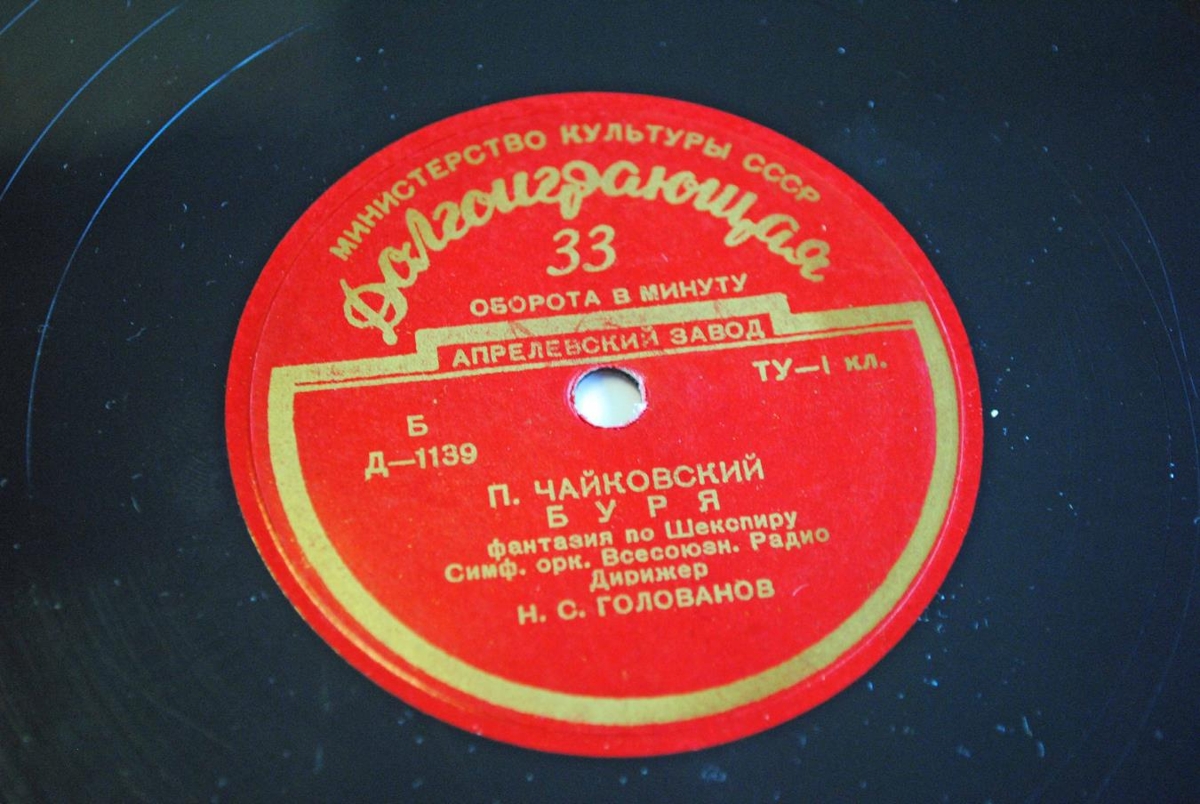 МИНИСТЕРСТВО КУЛЬТУРЫ СССР
Долгоиграющая
33
ОБОРОТА В МИНУТУ
АПРЕЛЕВСКИЙ ЗАВОД
ТУ—I кл.
Б
Д—1139
П. ЧАЙКОВСКИЙ
БУРЯ
фантазия по Шекспиру
Симф. орк. Всесоюзн. Радио
Дирижер
Н. С. ГОЛОВАНОВ